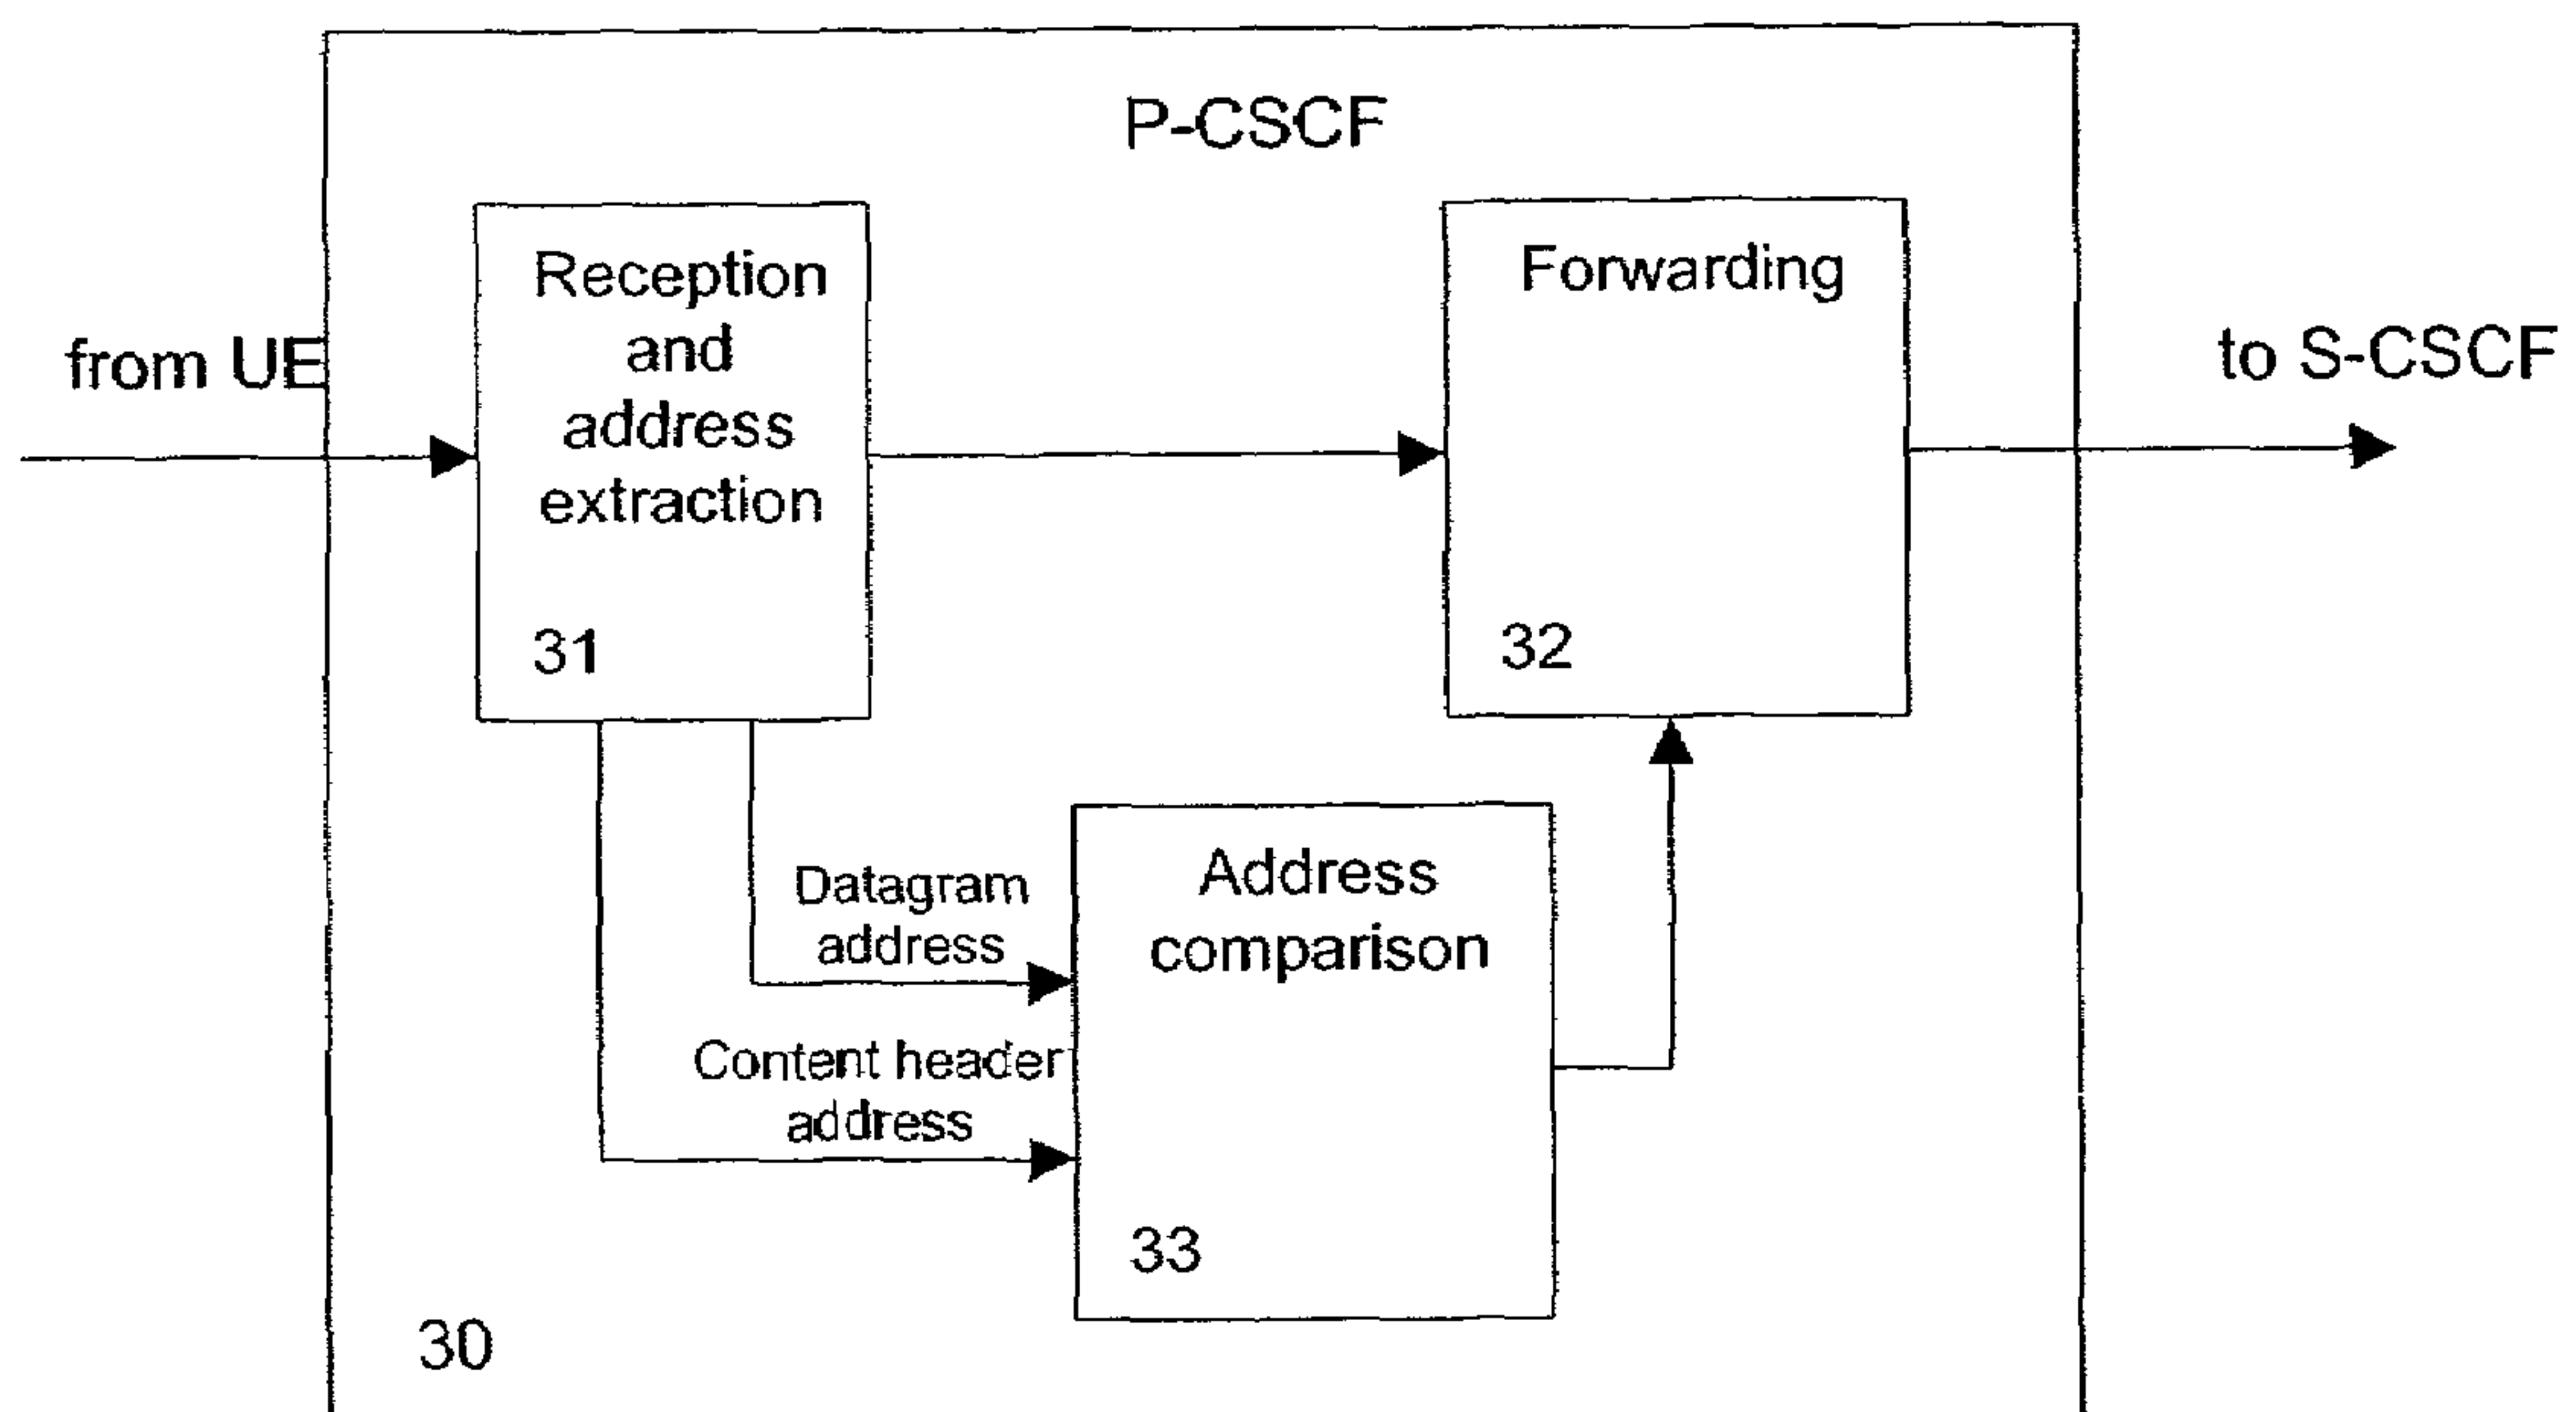 P-CSCF
from UE
Reception
and
address
extraction
31
Forwarding
32
to S-CSCF
Datagram
address
Content header
address
Address
comparison
33
30